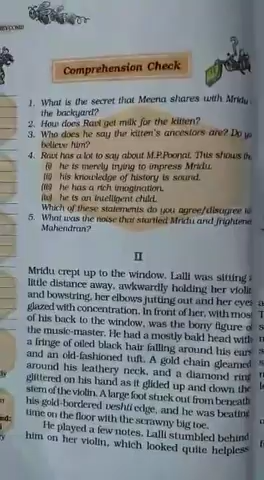 Comprehension Check
1. What is the secret that Meena shares with Mridu
the backyard?
2. How does Ravi get milk for the kitten?
3. Who does he say the kitten's ancestors are? Do
believe him?
4. Ravi has a lot to say about M.P.Poonai. This shows
(i) he is merely trying to impress Mridu.
(ii) his knowledge of history is sound.
(iii) he has a rich imagination.
(iv) he is an intelligent child.
Which of these statements do you agree/disagree
5. What was the noise that startled Mridu and
Mahendran?
II
Mridu crept up to the window. Lalli was sitting
little distance away, awkwardly holding her
and bowstring, her elbows jutting out and her eyes
glazed with concentration. In front of her, with
of his back to the window, was the bony figure
the music-master. He had a mostly bald head
a fringe of oiled black hair falling around his ears
and an old-fashioned tuft. A gold chain gleamed
around his leathery neck, and a diamond ring
glittered on his hand as it glided up and down the
stem of the violin. A large foot stuck out from beneath
his gold-bordered veshti edge, and he was beating
time on the floor with the scrawny big toe.
He played a few notes. Lalli stumbled behind
him on her violin, which looked quite helpless